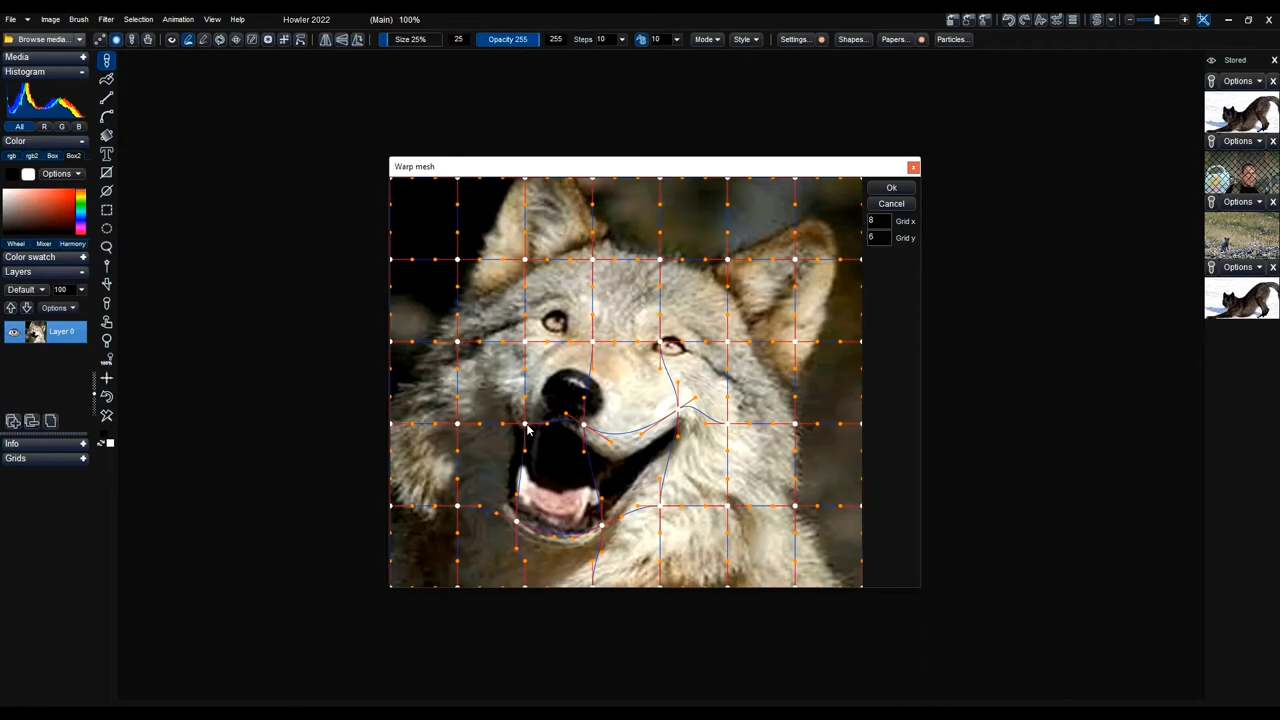 File Image Brush Filter Selection Animation View Help Howler 2022 (Main) 100%
S
Browse media... Size 25% 25 Opacity 255 255 Steps 10 10 Mode Style Settings... Shapes... Papers... Particles...
Media
Histogram
All R G B
Color
rgb rgb2 Box Box2
Options
Wheel Mixer Harmony
Color swatch
Layers
Default 100
Options
Layer 0
Info
Grids
Warp mesh
Ok
Cancel
8 Grid x
6 Grid y
Stored X
Options X
Options X
Options X
Options X